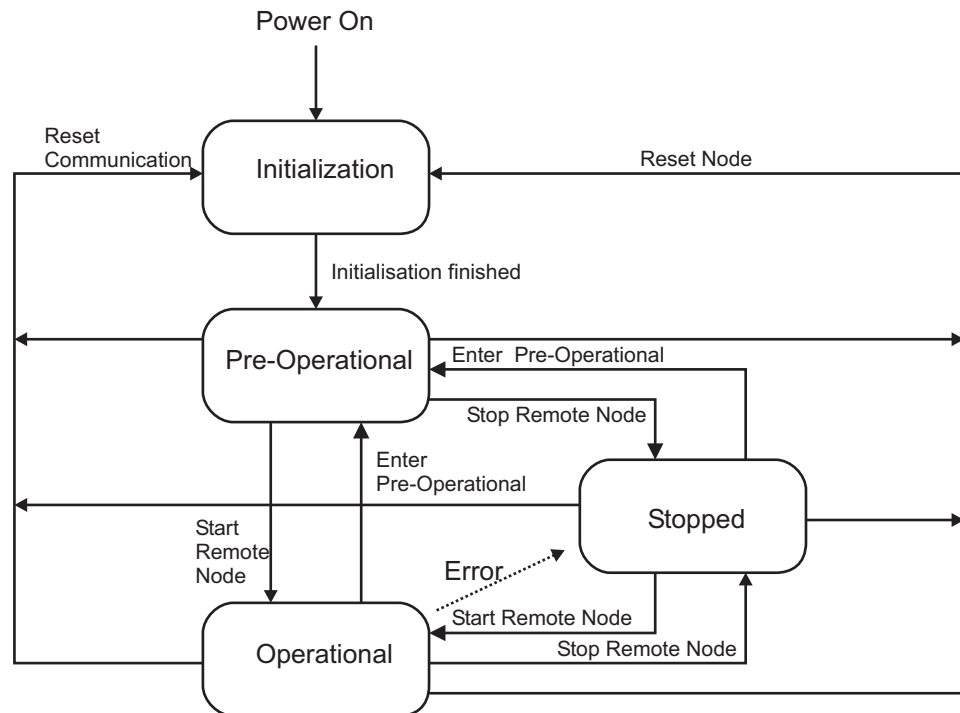 Power On
Reset
Communication
Initialization
Reset Node
Initialisation finished
Pre-Operational
Enter Pre-Operational
Stop Remote Node
Enter
Pre-Operational
Stopped
Start
Remote
Node
Error
Start Remote Node
Operational
Stop Remote Node